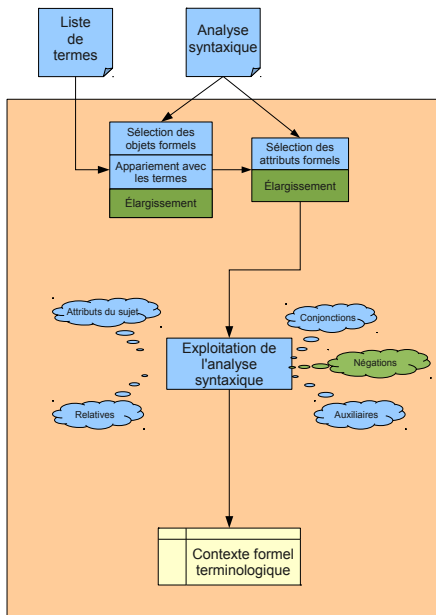 Liste
de
termes
Analyse
syntaxique
Sélection des
objets formels
Appariement avec
les termes
Élargissement
Sélection des
attributs formels
Élargissement
Attributs du sujet
Conjonctions
Exploitation de
l'analyse
syntaxique
Négations
Relatives
Auxiliaires
Contexte formel
terminologique